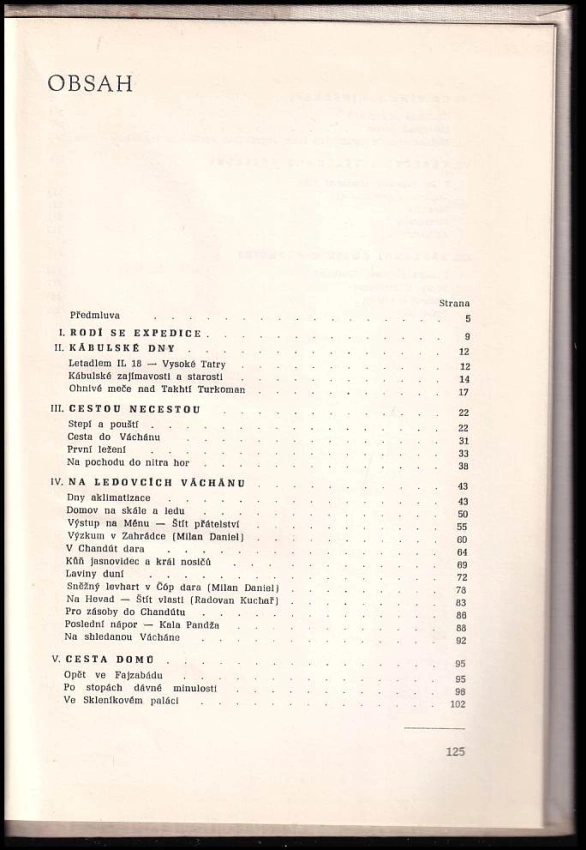 OBSAH
Strana
Předmluva . . . . . . . . . . . . . . 5
I. RODÍ SE EXPEDICE . . . . . . . . . . . . 9
II. KÁBULSKÉ DNY . . . . . . . . . . . . . 12
Letadlem IL 18 — Vysoké Tatry . . . . . . . . . . 12
Kábulské zajímavosti a starosti . . . . . . . . . . 14
Ohnivé meče nad Takhtí Turkoman . . . . . . . . . 17
III. CESTOU NECESTOU . . . . . . . . . . . . 22
Stepí a pouští . . . . . . . . . . . . . . 22
Cesta do Váchánu . . . . . . . . . . . . . 31
První ležení . . . . . . . . . . . . . . 33
Na pochodu do nitra hor . . . . . . . . . . . . 38
IV. NA LEDOVCÍCH VÁCHÁNU . . . . . . . . . . 43
Dny aklimatizace . . . . . . . . . . . . . 43
Domov na skále a ledu . . . . . . . . . . . . 50
Výstup na Ménu — Štít přátelství . . . . . . . . . 55
Výzkum v Zahrádce (Milan Daniel) . . . . . . . . . 60
V Chandút dara . . . . . . . . . . . . . 64
Kůň jasnovidec a král nosičů . . . . . . . . . . 69
Laviny duní . . . . . . . . . . . . . . 72
Sněžný levhart v Čóp dara (Milan Daniel) . . . . . . . 78
Na Hevad — Štít vlasti (Radovan Kuchař) . . . . . . . 83
Pro zásoby do Chandútu . . . . . . . . . . . 86
Poslední nápor — Kala Pandža . . . . . . . . . . 88
Na shledanou Vácháne . . . . . . . . . . . . 92
V. CESTA DOMŮ . . . . . . . . . . . . . . 95
Opět ve Fajzabádu . . . . . . . . . . . . . 95
Po stopách dávné minulosti . . . . . . . . . . 98
Ve Skleníkovém paláci . . . . . . . . . . . . 102
125